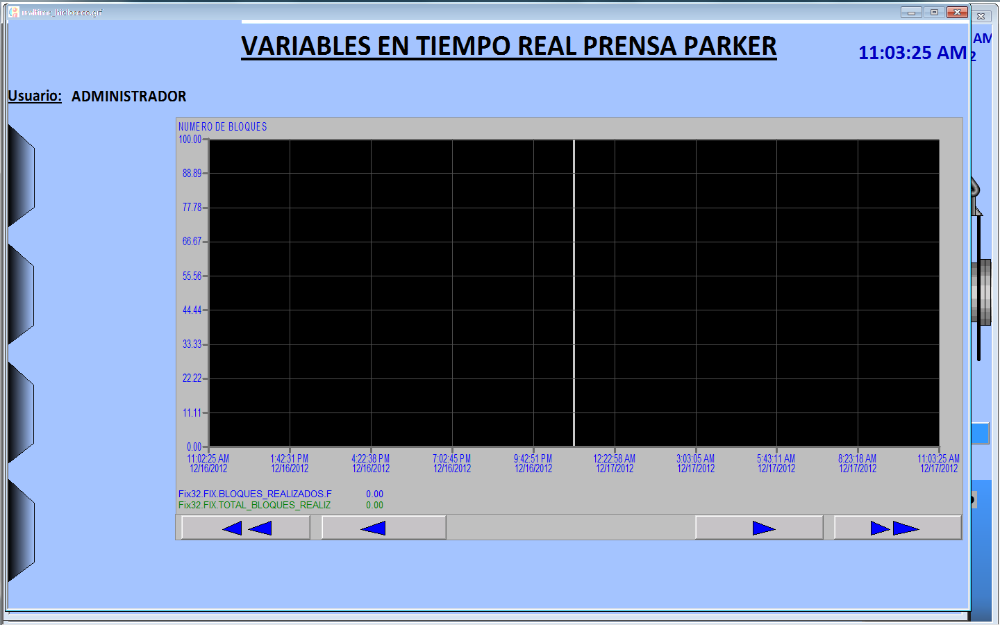 realtime_hieloseco.grf
VARIABLES EN TIEMPO REAL PRENSA PARKER
11:03:25 AM
AM
2
Usuario: ADMINISTRADOR
NUMERO DE BLOQUES
100.00
88.89
77.78
66.67
55.56
44.44
33.33
22.22
11.11
0.00
11:02:25 AM 1:42:31 PM 4:22:38 PM 7:02:45 PM 9:42:51 PM 12:22:58 AM 3:03:05 AM 5:43:11 AM 8:23:18 AM 11:03:25 AM
12/16/2012 12/16/2012 12/16/2012 12/16/2012 12/16/2012 12/17/2012 12/17/2012 12/17/2012 12/17/2012 12/17/2012
Fix32.FIX.BLOQUES_REALIZADOS.F 0.00
Fix32.FIX.TOTAL_BLOQUES_REALIZ 0.00